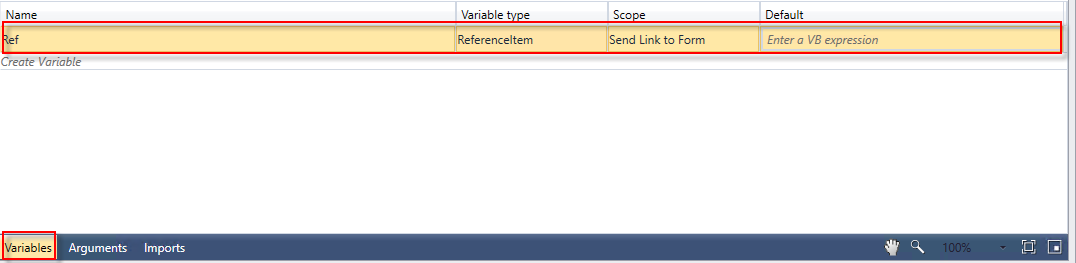 Name Variable type Scope Default
Ref ReferenceItem Send Link to Form Enter a VB expression
Create Variable
Variables Arguments Imports 100%